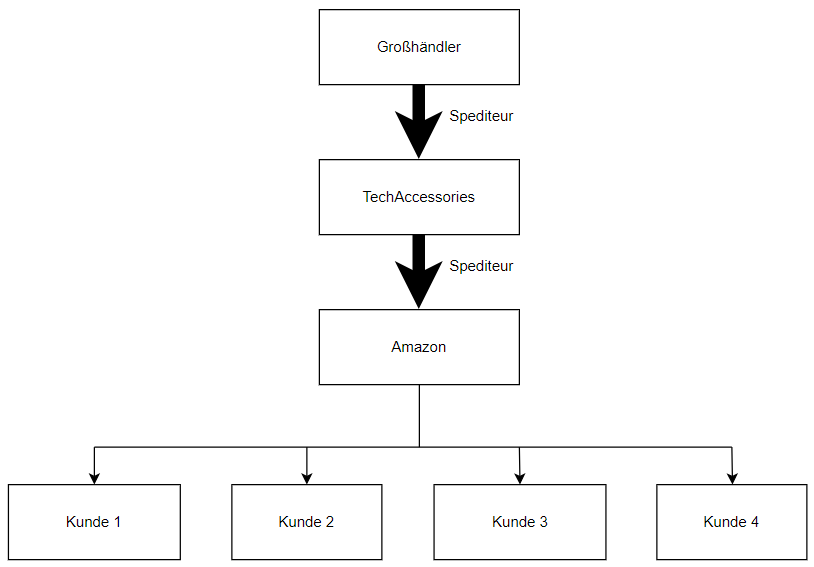 Großhändler
Spediteur
TechAccessories
Spediteur
Amazon
Kunde 1
Kunde 2
Kunde 3
Kunde 4